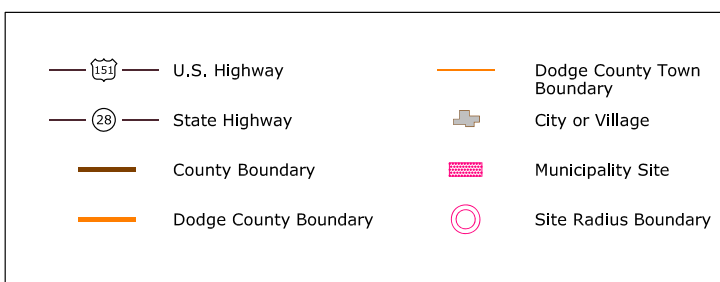 151 U.S. Highway
28 State Highway
County Boundary
Dodge County Boundary
Dodge County Town
Boundary
City or Village
Municipality Site
Site Radius Boundary